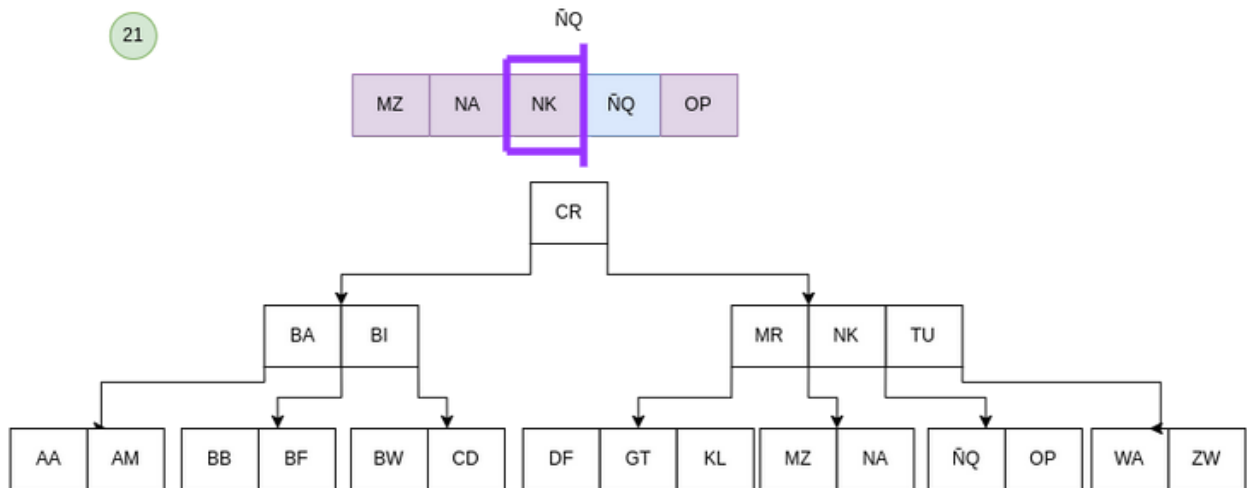 ÑQ
21
MZ NA NK ÑQ OP
CR
BA BI MR NK TU
AA AM BB BF BW CD DF GT KL MZ NA ÑQ OP WA ZW